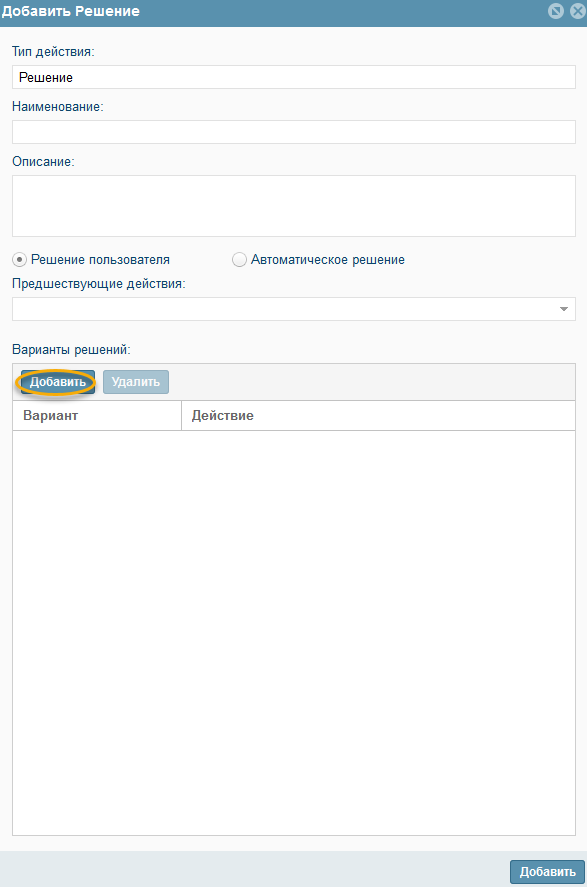 Добавить Решение
Тип действия:
Решение
Наименование:
Описание:
Решение пользователя Автоматическое решение
Предшествующие действия:
Варианты решений:
Добавить Удалить
Вариант Действие
Добавить